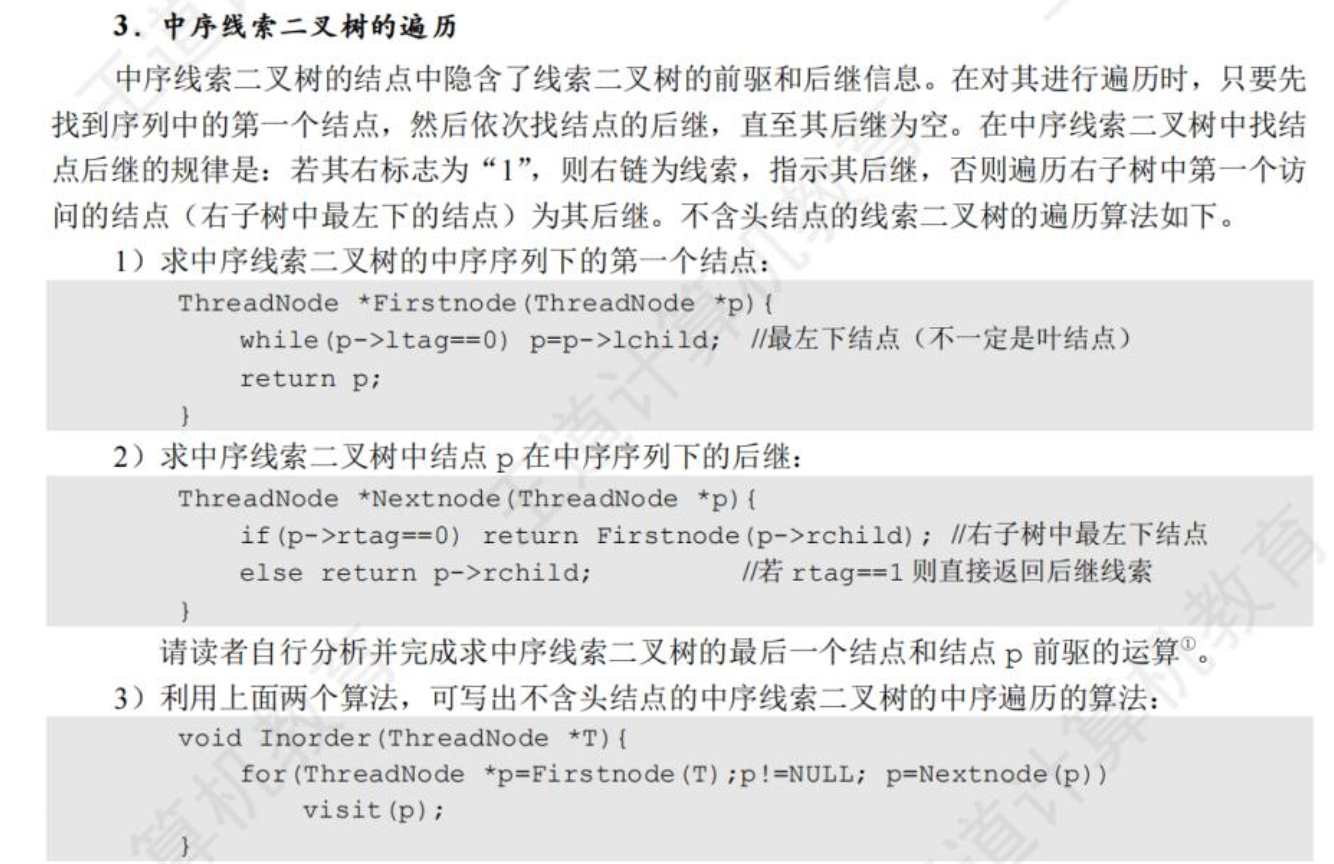 3．中序线索二叉树的遍历
中序线索二叉树的结点中隐含了线索二叉树的前驱和后继信息。在对其进行遍历时，只要先
找到序列中的第一个结点，然后依次找结点的后继，直至其后继为空。在中序线索二叉树中找结
点后继的规律是：若其右标志为“1”，则右链为线索，指示其后继，否则遍历右子树中第一个访
问的结点（右子树中最左下的结点）为其后继。不含头结点的线索二叉树的遍历算法如下。
1）求中序线索二叉树的中序序列下的第一个结点：
ThreadNode *Firstnode(ThreadNode *p){
while(p->ltag==0) p=p->lchild; //最左下结点（不一定是叶结点）
return p;
}
2）求中序线索二叉树中结点 p 在中序序列下的后继：
ThreadNode *Nextnode(ThreadNode *p){
if(p->rtag==0) return Firstnode(p->rchild); //右子树中最左下结点
else return p->rchild; //若 rtag==1 则直接返回后继线索
}
请读者自行分析并完成求中序线索二叉树的最后一个结点和结点 p 前驱的运算①。
3）利用上面两个算法，可写出不含头结点的中序线索二叉树的中序遍历的算法：
void Inorder(ThreadNode *T){
for(ThreadNode *p=Firstnode(T);p!=NULL; p=Nextnode(p))
visit(p);
}
王道计算机教育